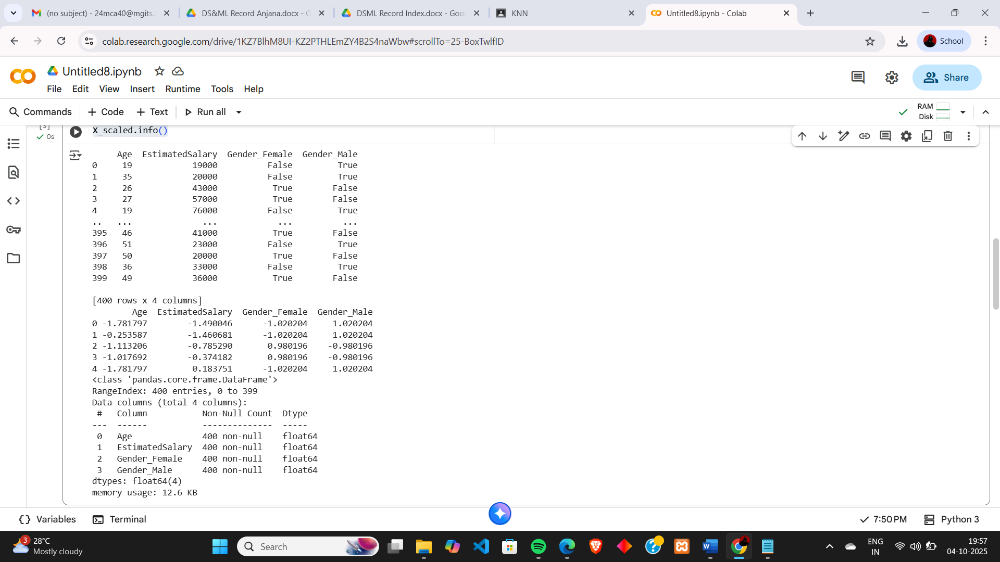 (no subject) - 24mca40@mgits.
DS&ML Record Anjana.docx - G
DSML Record Index.docx - Goo
KNN
Untitled8.ipynb - Colab
colab.research.google.com/drive/1KZ7BlhM8UI-KZ2PTHLEmZY4B2S4naWbw#scrollTo=25-BoxTwlfID
School
Untitled8.ipynb
File Edit View Insert Runtime Tools Help
Share
Commands + Code + Text Run all
RAM
Disk
[3]
0s
X_scaled.info()
Age EstimatedSalary Gender_Female Gender_Male
0 19 19000 False True
1 35 20000 False True
2 26 43000 True False
3 27 57000 True False
4 19 76000 False True
.. ... ... ... ...
395 46 41000 True False
396 51 23000 False True
397 50 20000 True False
398 36 33000 False True
399 49 36000 True False
[400 rows x 4 columns]
Age EstimatedSalary Gender_Female Gender_Male
0 -1.781797 -1.490046 -1.020204 1.020204
1 -0.253587 -1.460681 -1.020204 1.020204
2 -1.113206 -0.785290 0.980196 -0.980196
3 -1.017692 -0.374182 0.980196 -0.980196
4 -1.781797 0.183751 -1.020204 1.020204
<class 'pandas.core.frame.DataFrame'>
RangeIndex: 400 entries, 0 to 399
Data columns (total 4 columns):
# Column Non-Null Count Dtype
--- ------ -------------- -----
0 Age 400 non-null float64
1 EstimatedSalary 400 non-null float64
2 Gender_Female 400 non-null float64
3 Gender_Male 400 non-null float64
dtypes: float64(4)
memory usage: 12.6 KB
Variables Terminal
7:50 PM Python 3
3
28°C
Mostly cloudy
Search
ENG
IN
19:57
04-10-2025